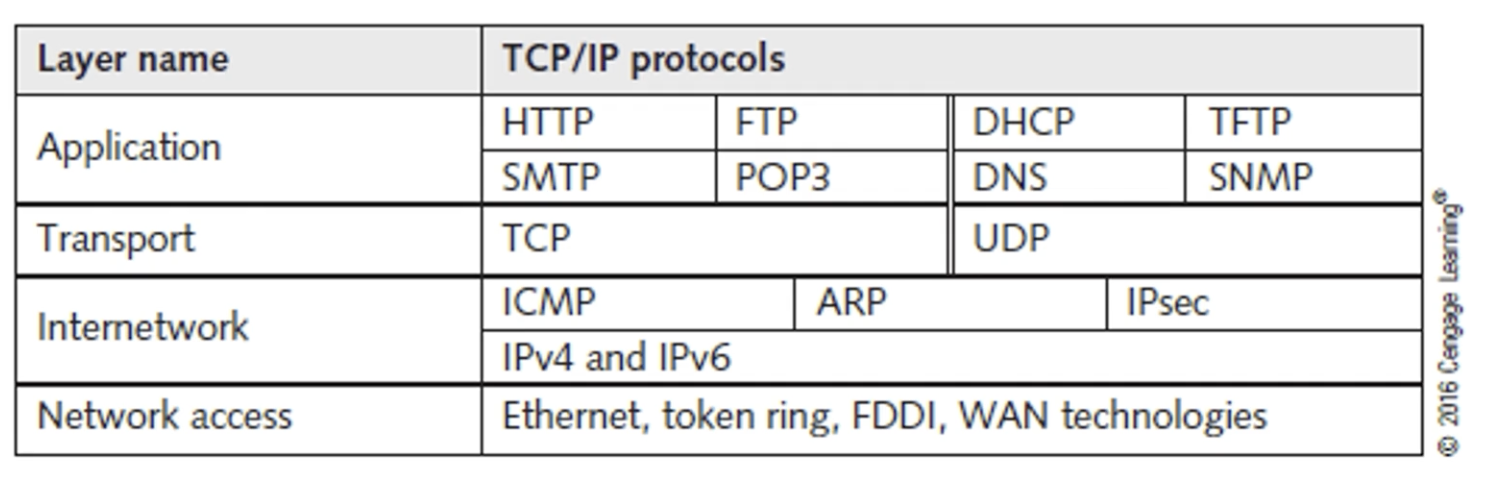 Layer name TCP/IP protocols
Application
HTTP FTP DHCP TFTP
SMTP POP3 DNS SNMP
Transport TCP UDP
Internetwork
ICMP ARP IPsec
IPv4 and IPv6
Network access Ethernet, token ring, FDDI, WAN technologies
© 2016 Cengage Learning®